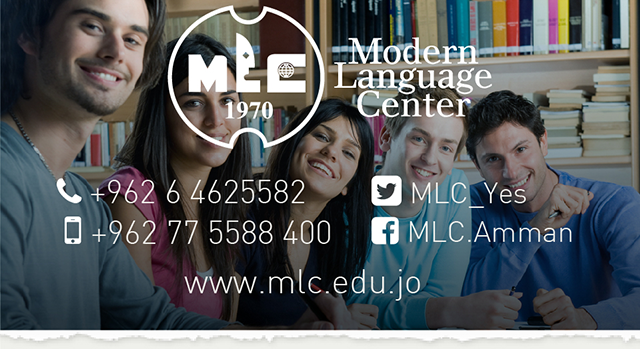 MLC
1970
Modern
Language
Center
+962 6 4625582
+962 77 5588 400
MLC_Yes
MLC.Amman
www.mlc.edu.jo